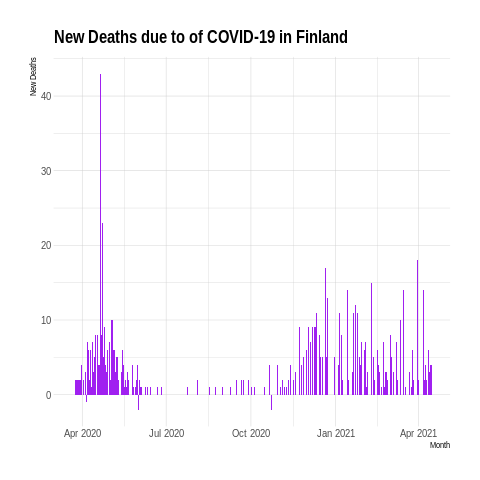 New Deaths due to of COVID-19 in Finland
New Deaths
40
30
20
10
0
Apr 2020 Jul 2020 Oct 2020 Jan 2021 Apr 2021
Month